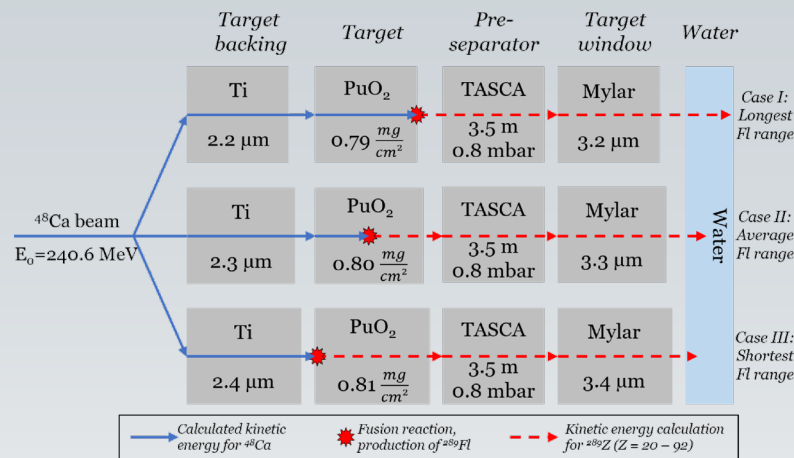 Target backing
Target
Pre-separator
Target window
Water
Ti
2.2 µm
PuO₂
0.79 mg/cm²
TASCA
3.5 m
0.8 mbar
Mylar
3.2 µm
Case I:
Longest
Fl range
⁴⁸Ca beam
E₀=240.6 MeV
Ti
2.3 µm
PuO₂
0.80 mg/cm²
TASCA
3.5 m
0.8 mbar
Mylar
3.3 µm
Water
Case II:
Average
Fl range
Ti
2.4 µm
PuO₂
0.81 mg/cm²
TASCA
3.5 m
0.8 mbar
Mylar
3.4 µm
Case III:
Shortest
Fl range
Calculated kinetic
energy for ⁴⁸Ca
Fusion reaction,
production of ²⁸⁹Fl
Kinetic energy calculation
for ²⁸⁹Z (Z = 20 – 92)